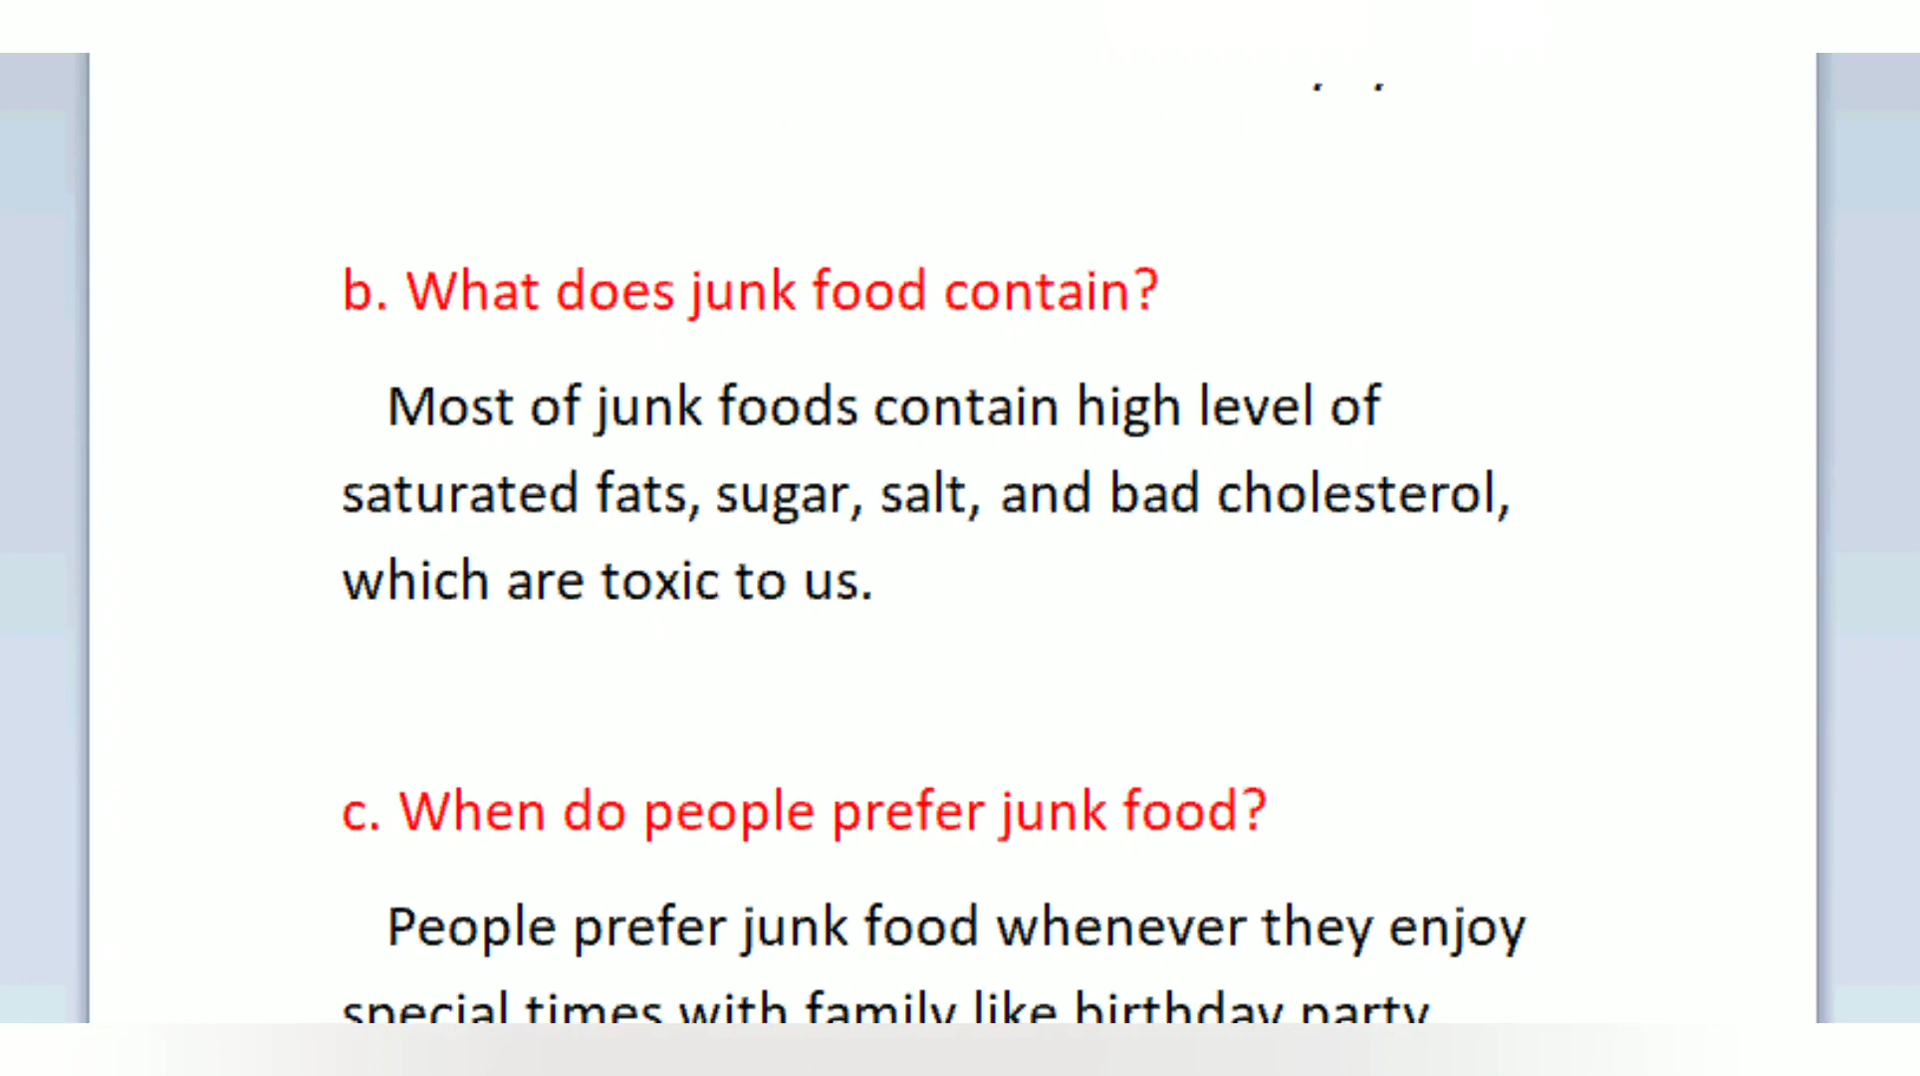 b. What does junk food contain?
Most of junk foods contain high level of
saturated fats, sugar, salt, and bad cholesterol,
which are toxic to us.
c. When do people prefer junk food?
People prefer junk food whenever they enjoy
special times with family like birthday party